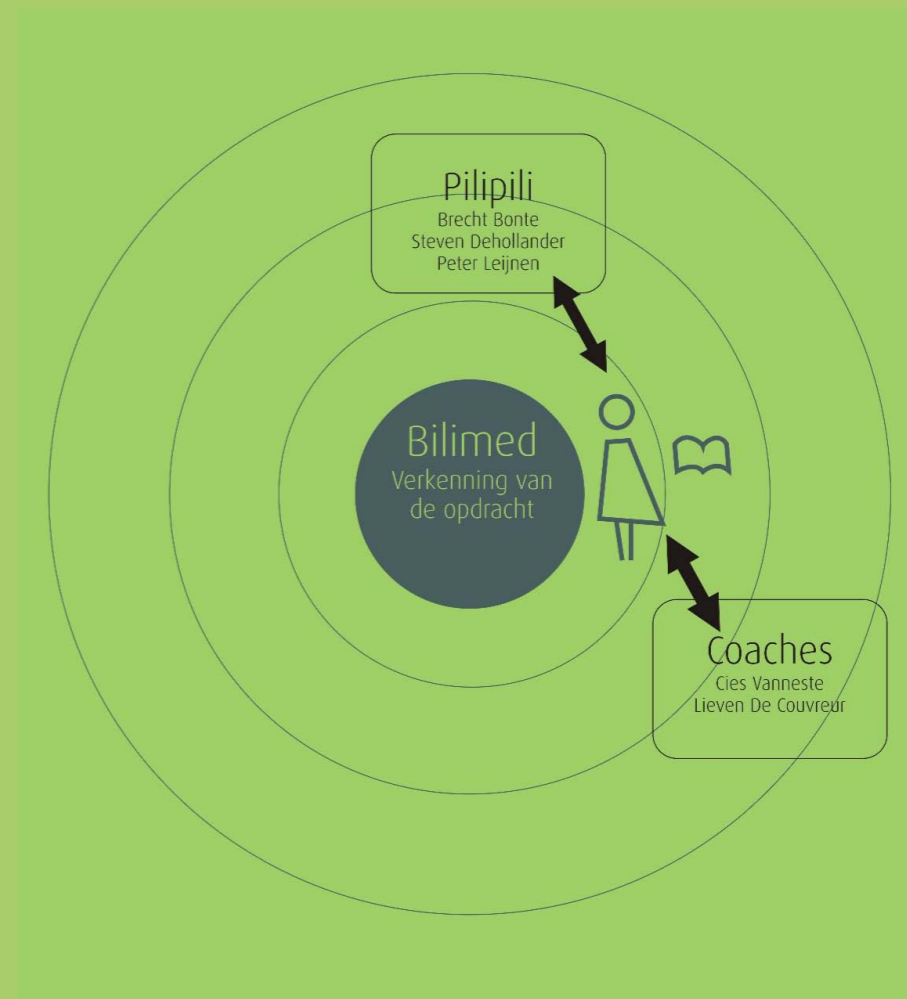 Pilipili
Brecht Bonte
Steven Dehollander
Peter Leijnen
Bilimed
Verkenning van
de opdracht
Coaches
Cies Vanneste
Lieven De Couvreur